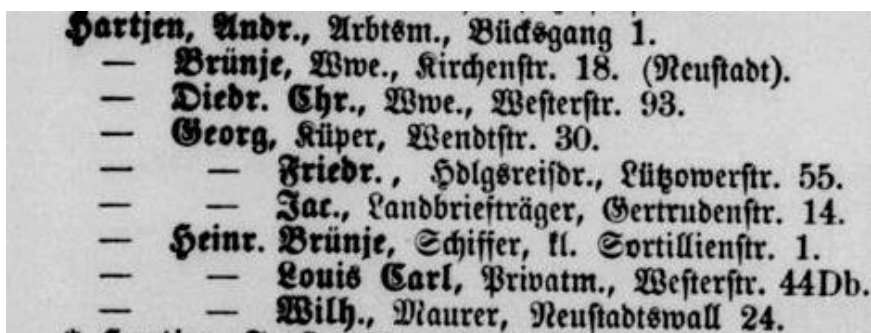 Hartjen, Andr., Arbtsm., Bücksgang 1.
— Brünje, Wwe., Kirchenstr. 18. (Neustadt).
— Diedr. Chr., Wwe., Westerstr. 93.
— Georg, Küper, Wendtstr. 30.
— — Friedr., Hdlgsreisdr., Lützowerstr. 55.
— — Jac., Landbriefträger, Gertrudenstr. 14.
— Heinr. Brünje, Schiffer, kl. Sortillienstr. 1.
— — Louis Carl, Privatm., Westerstr. 44Db.
— — Wilh., Maurer, Neustadtswall 24.